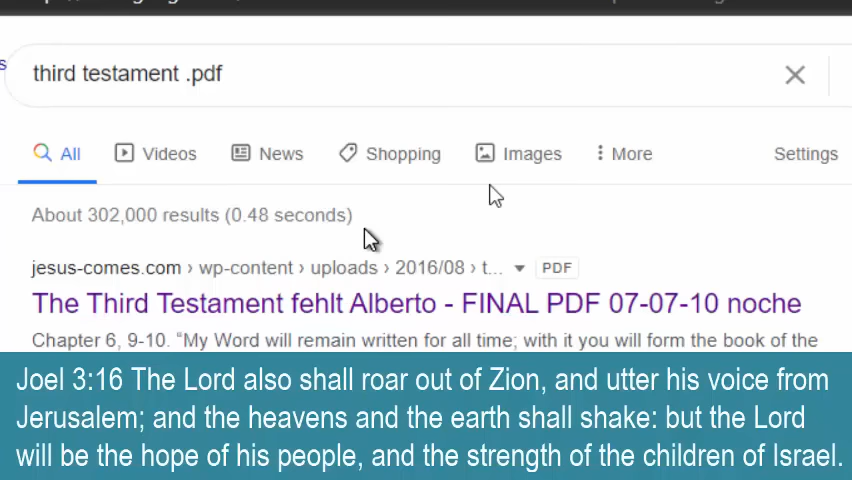 third testament .pdf
All Videos News Shopping Images More Settings
About 302,000 results (0.48 seconds)
jesus-comes.com › wp-content › uploads › 2016/08 › t... PDF
The Third Testament fehlt Alberto - FINAL PDF 07-07-10 noche
Chapter 6, 9-10. “My Word will remain written for all time; with it you will form the book of the
Joel 3:16 The Lord also shall roar out of Zion, and utter his voice from
Jerusalem; and the heavens and the earth shall shake: but the Lord
will be the hope of his people, and the strength of the children of Israel.